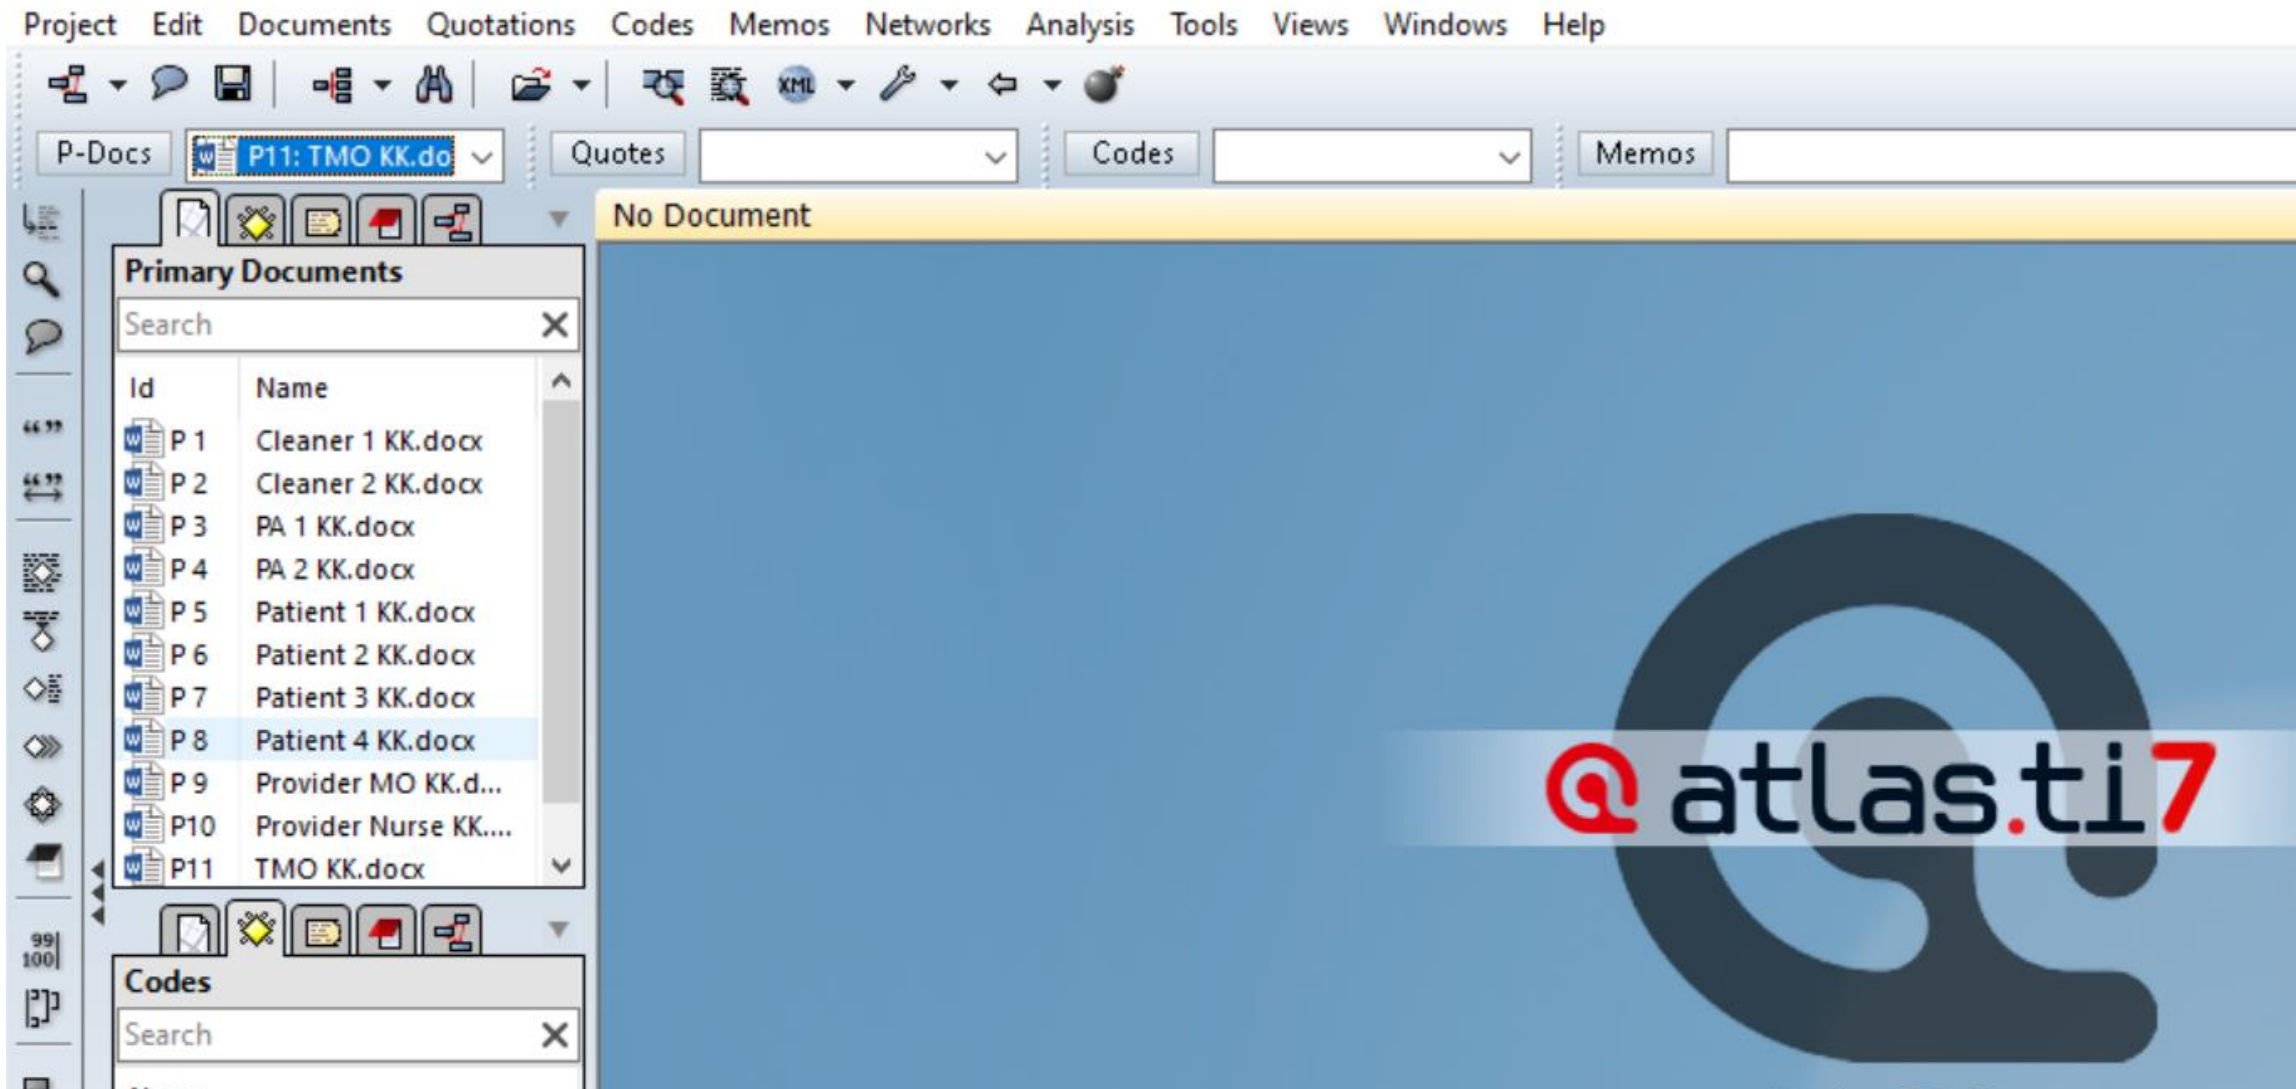 Project Edit Documents Quotations Codes Memos Networks Analysis Tools Views Windows Help
XML
P-Docs P11: TMO KK.do Quotes Codes Memos
No Document
Primary Documents
Search
Id Name
P 1 Cleaner 1 KK.docx
P 2 Cleaner 2 KK.docx
P 3 PA 1 KK.docx
P 4 PA 2 KK.docx
P 5 Patient 1 KK.docx
P 6 Patient 2 KK.docx
P 7 Patient 3 KK.docx
P 8 Patient 4 KK.docx
P 9 Provider MO KK.d...
P10 Provider Nurse KK....
P11 TMO KK.docx
99
100
Codes
Search
atlas.ti7